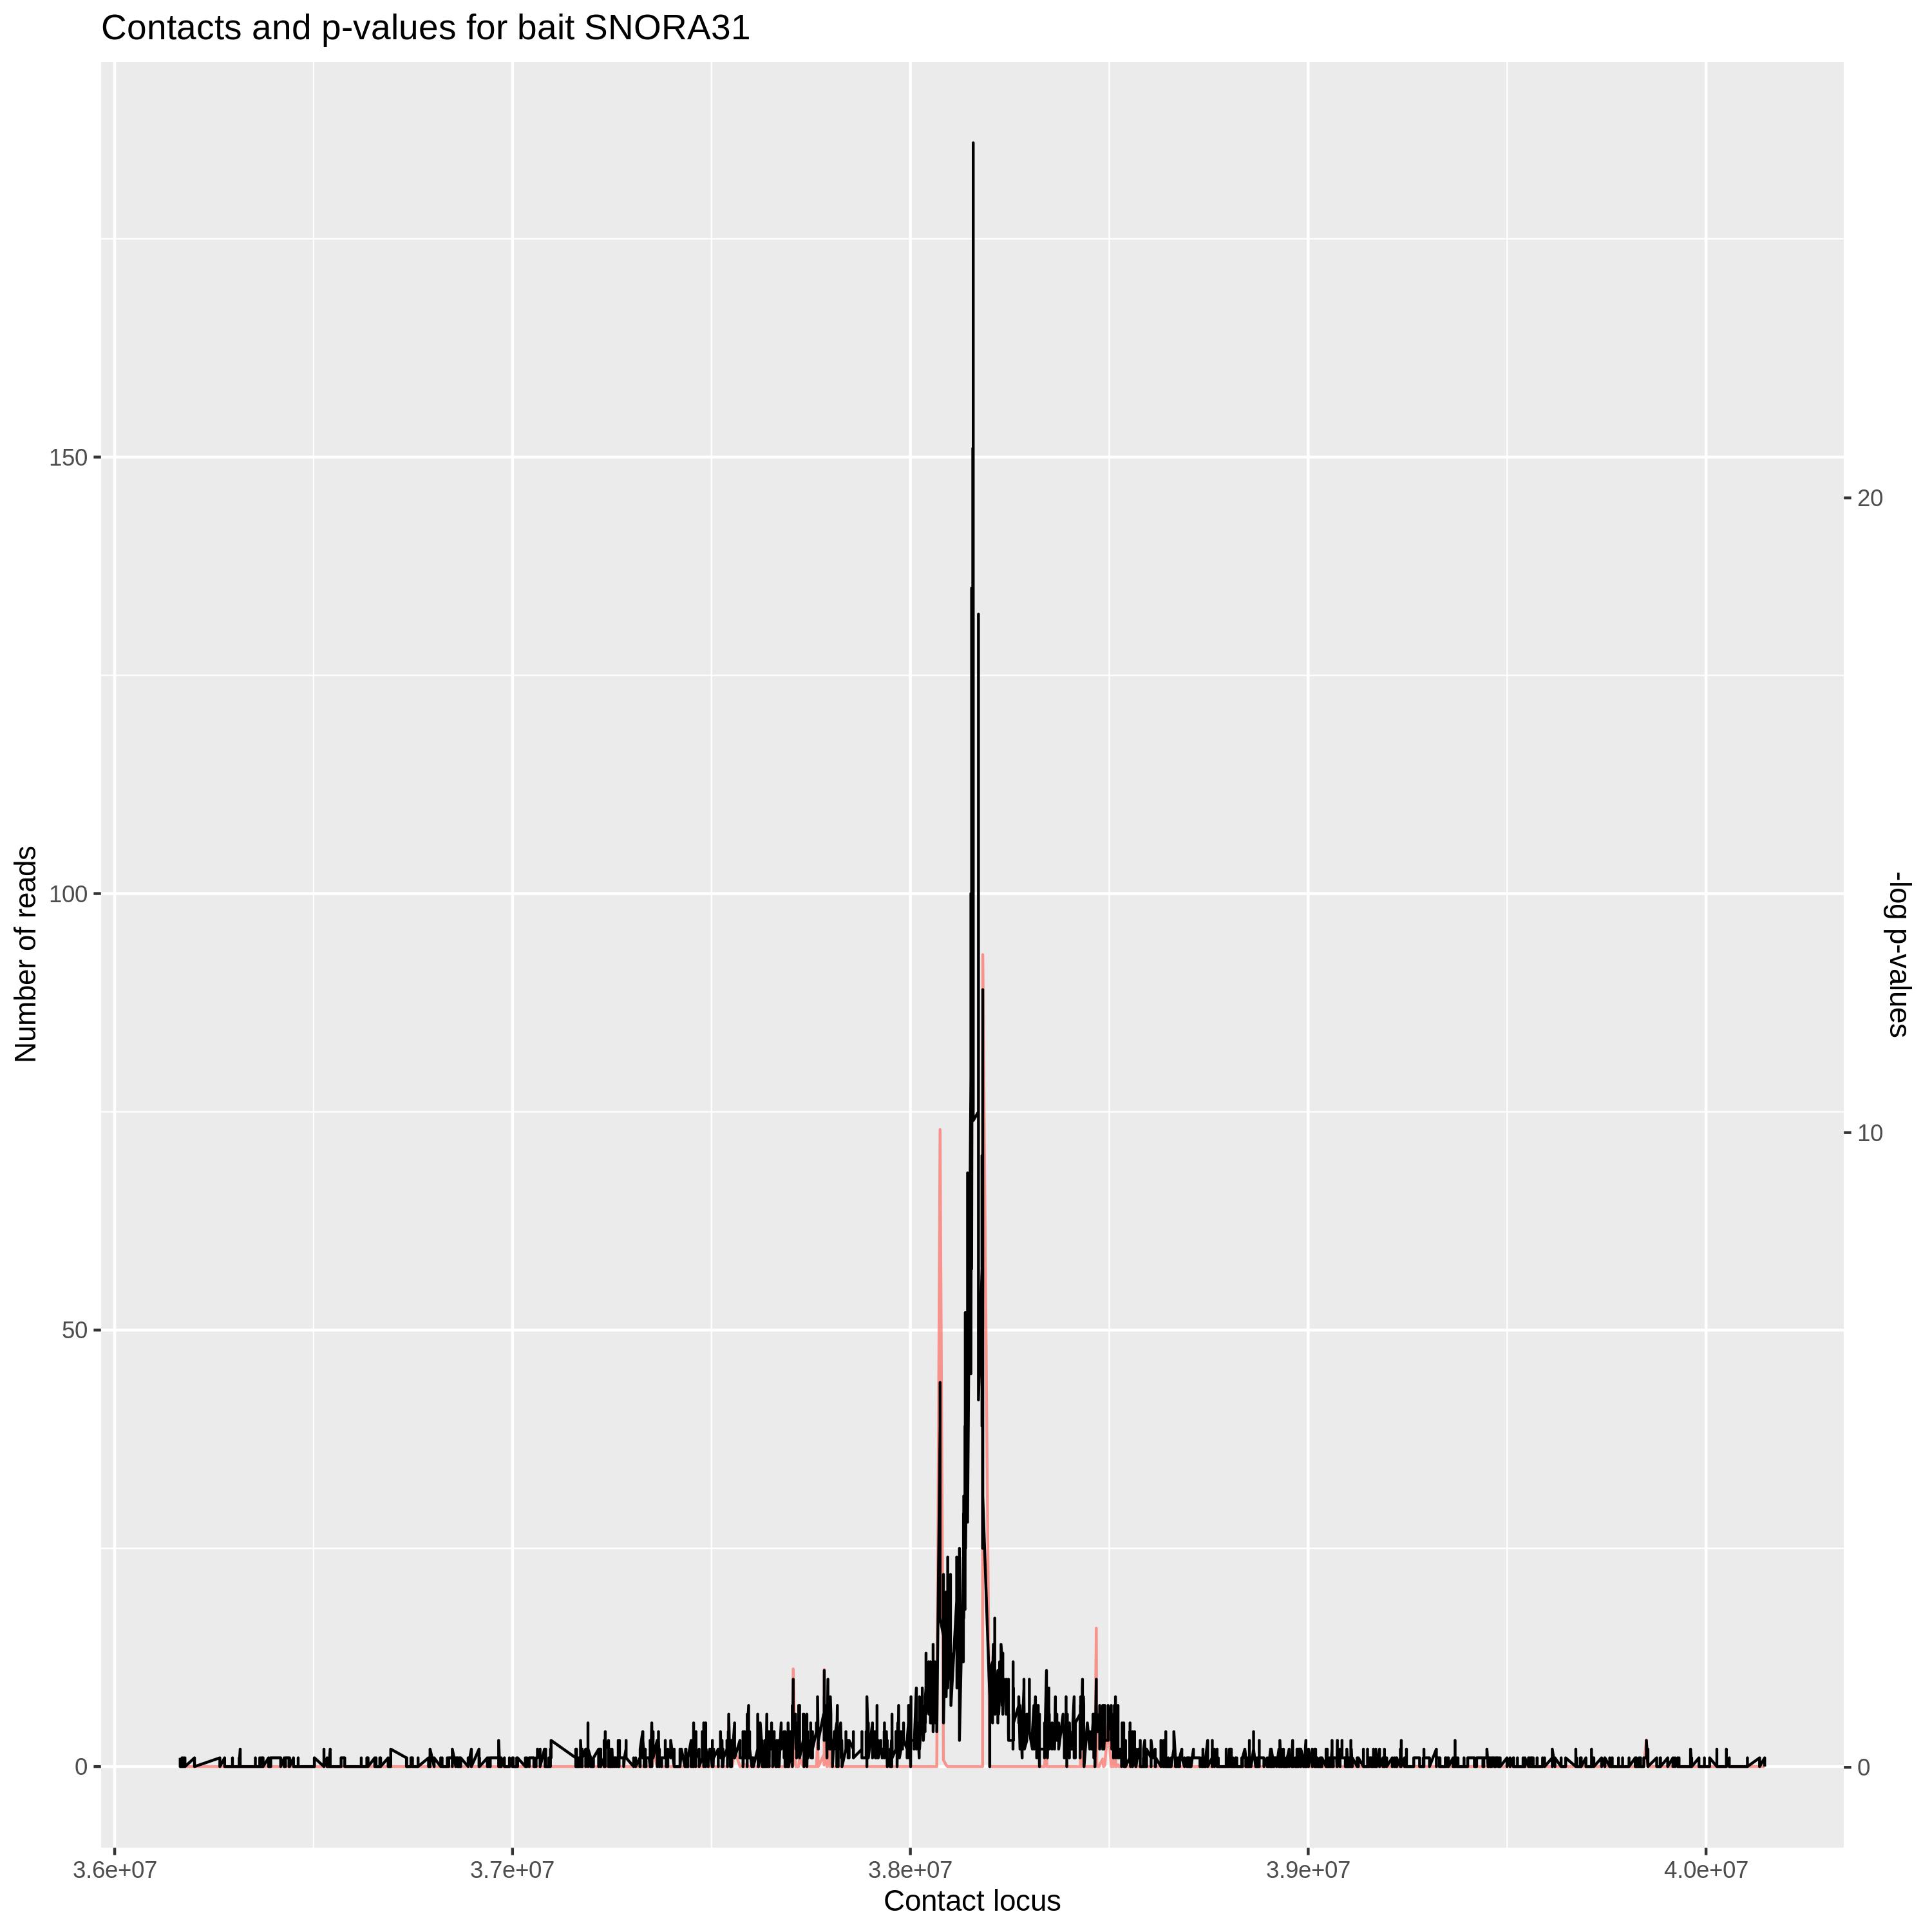 Contacts and p-values for bait SNORA31
150
100
50
0
Number of reads
20
10
0
-log p-values
3.6e+07
3.7e+07
3.8e+07
3.9e+07
4.0e+07
Contact locus